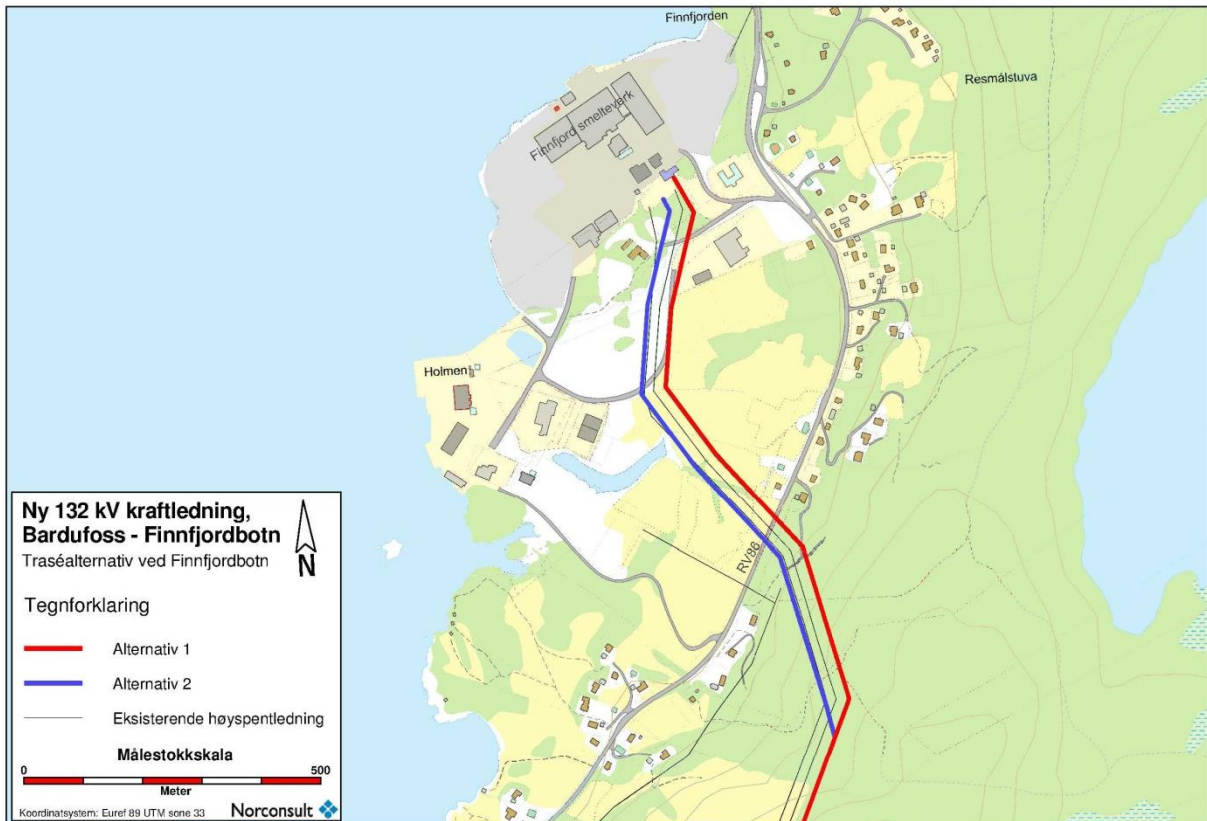 Finnfjorden
Resmålstuva
Finnfjord smelteverk
Holmen
RV86
Ny 132 kV kraftledning,
Bardufoss - Finnfjordbotn
Traséalternativ ved Finnfjordbotn
N
Tegnforklaring
Alternativ 1
Alternativ 2
Eksisterende høyspentledning
Målestokkskala
0 500
Meter
Koordinatsystem: Euref 89 UTM sone 33 Norconsult